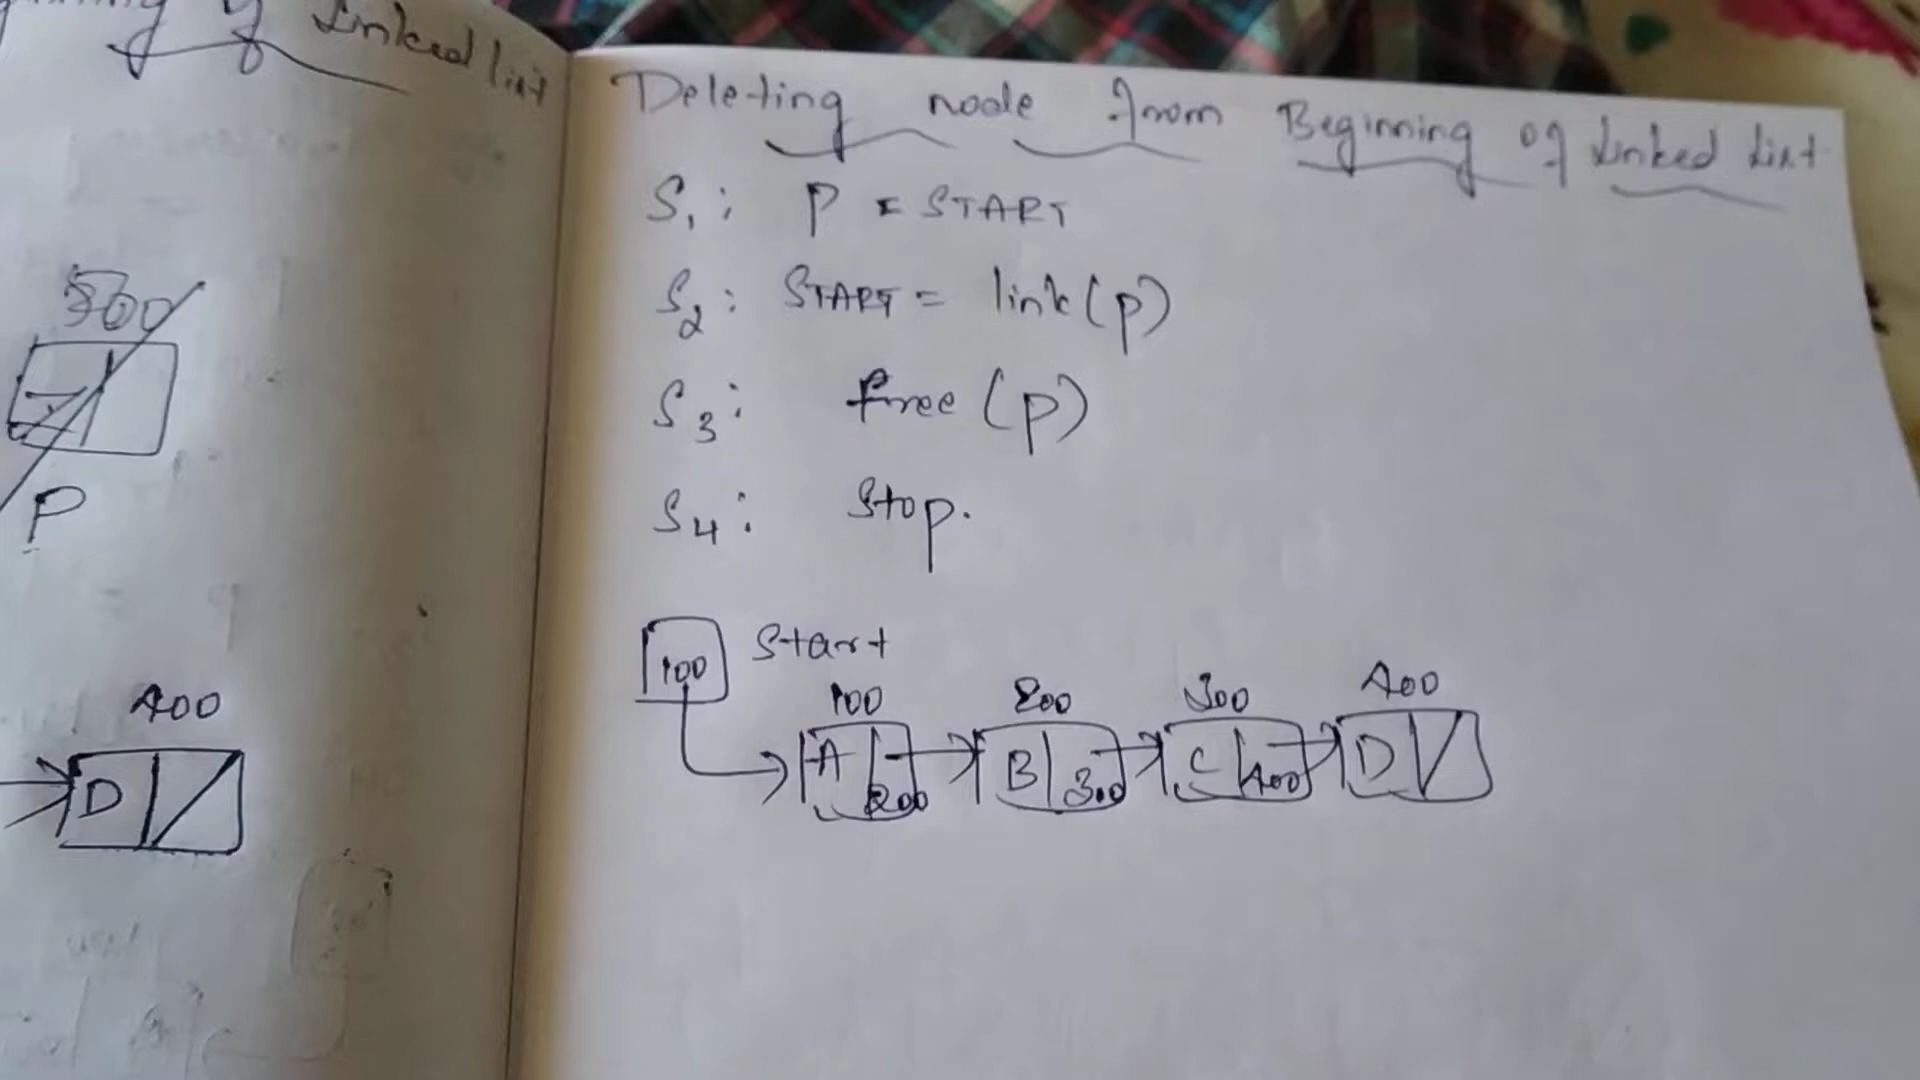 of Linked list
500
P
400
D
Deleting node from Beginning of Linked List
S1: P = START
S2: START = link(p)
S3: free(p)
S4: Stop.
100 Start
100 200 300 400
A 200 B 300 C 400 D